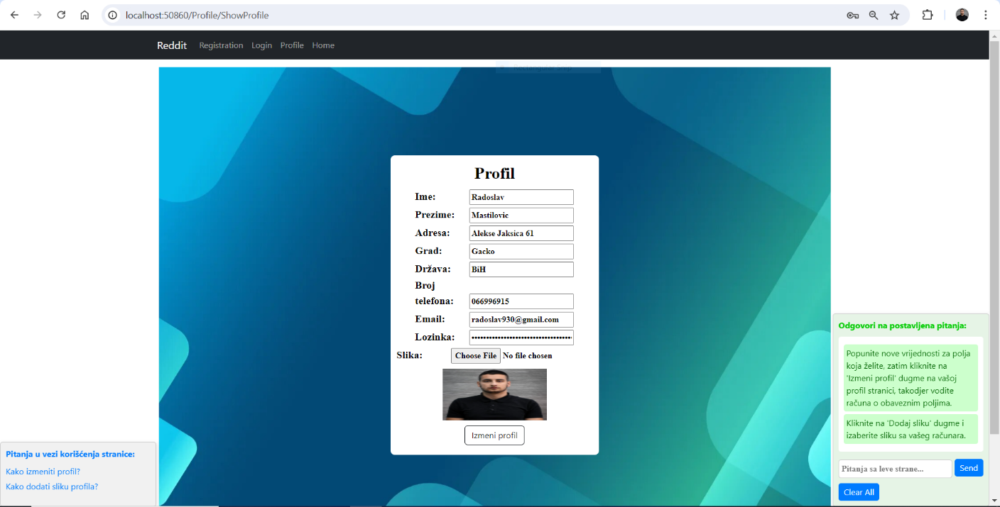 localhost:50860/Profile/ShowProfile
Reddit Registration Login Profile Home
Rectangular Snip
Profil
Ime: Radoslav
Prezime: Mastilovic
Adresa: Alekse Jaksica 61
Grad: Gacko
Država: BiH
Broj
telefona: 066996915
Email: radoslav930@gmail.com
Lozinka: ••••••••••••••••••••••••••••••••••••
Slika: Choose File No file chosen
Izmeni profil
Pitanja u vezi korišćenja stranice:
Kako izmeniti profil?
Kako dodati sliku profila?
Odgovori na postavljena pitanja:
Popunite nove vrijednosti za polja
koja želite, zatim kliknite na
'Izmeni profil' dugme na vašoj
profil stranici, takodjer vodite
računa o obaveznim poljima.
Kliknite na 'Dodaj sliku' dugme i
izaberite sliku sa vašeg računara.
Pitanja sa leve strane... Send
Clear All